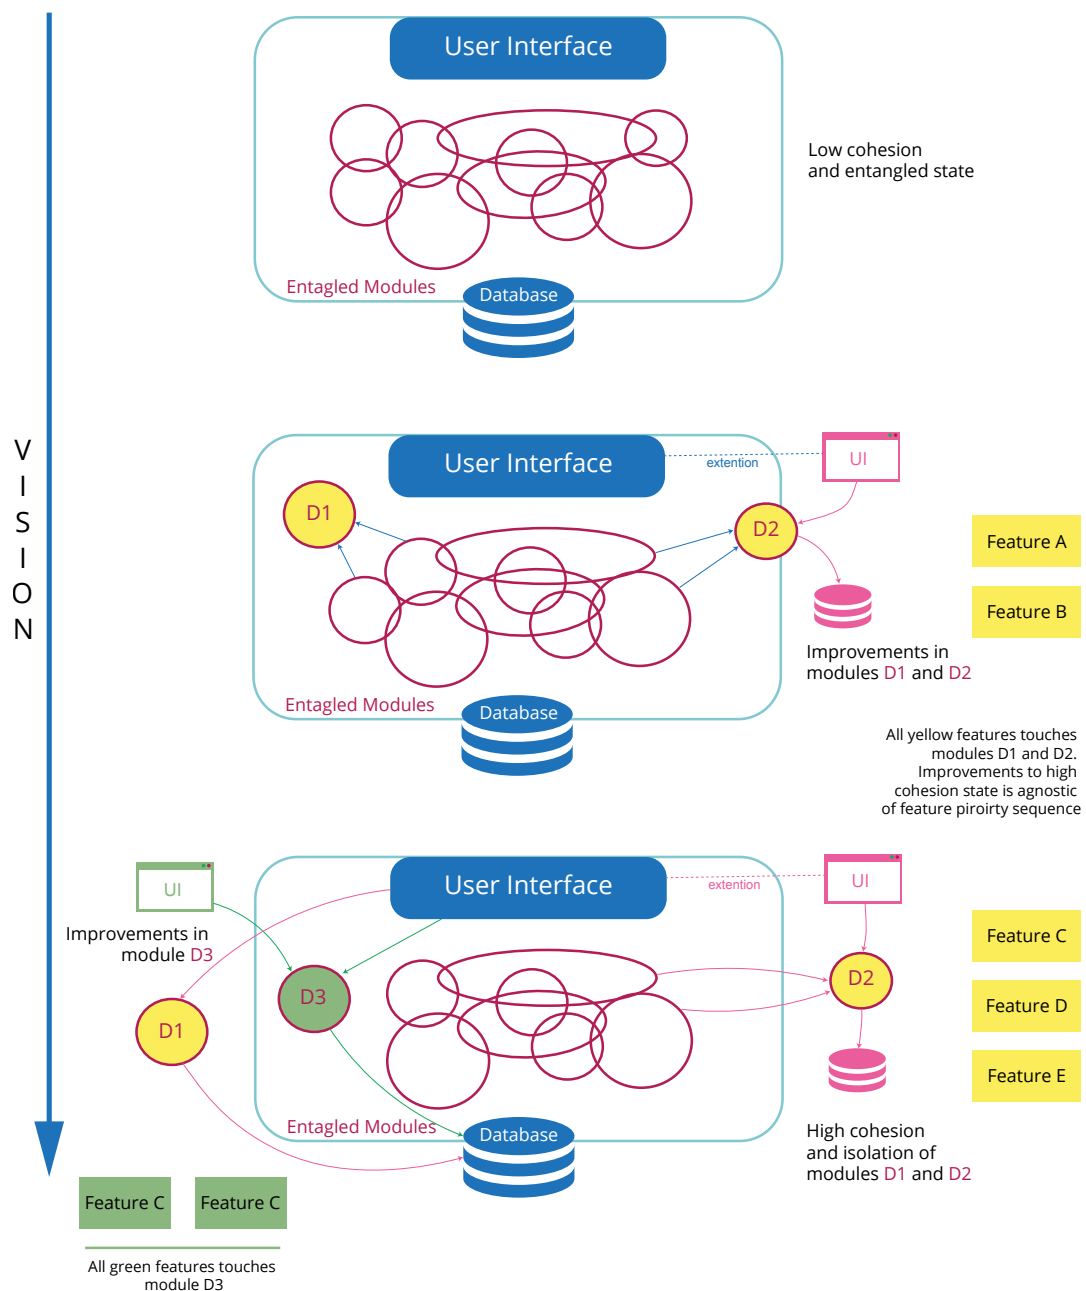 User Interface
Low cohesion
and entangled state
Entagled Modules
Database
V
I
S
I
O
N
User Interface
extention
UI
D1
D2
Feature A
Feature B
Improvements in
modules D1 and D2
Entagled Modules
Database
All yellow features touches
modules D1 and D2.
Improvements to high
cohesion state is agnostic
of feature piroirty sequence
UI
User Interface
extention
UI
Improvements in
module D3
Feature C
D3
D2
D1
Feature D
Feature E
Entagled Modules
Database
High cohesion
and isolation of
modules D1 and D2
Feature C
Feature C
All green features touches
module D3